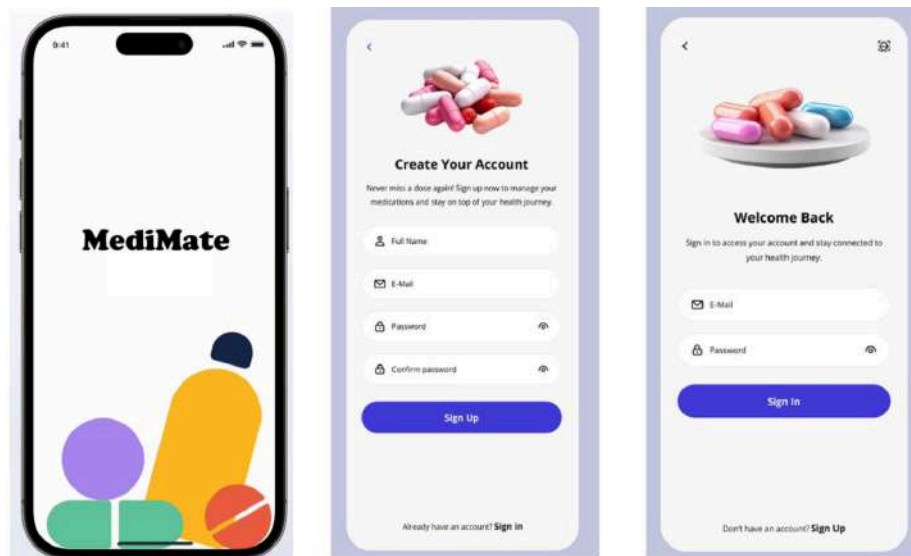 9:41
MediMate
Create Your Account
Never miss a dose again! Sign up now to manage your
medications and stay on top of your health journey.
Full Name
E-Mail
Password
Confirm password
Sign Up
Already have an account? Sign in
Welcome Back
Sign in to access your account and stay connected to
your health journey.
E-Mail
Password
Sign In
Don't have an account? Sign Up